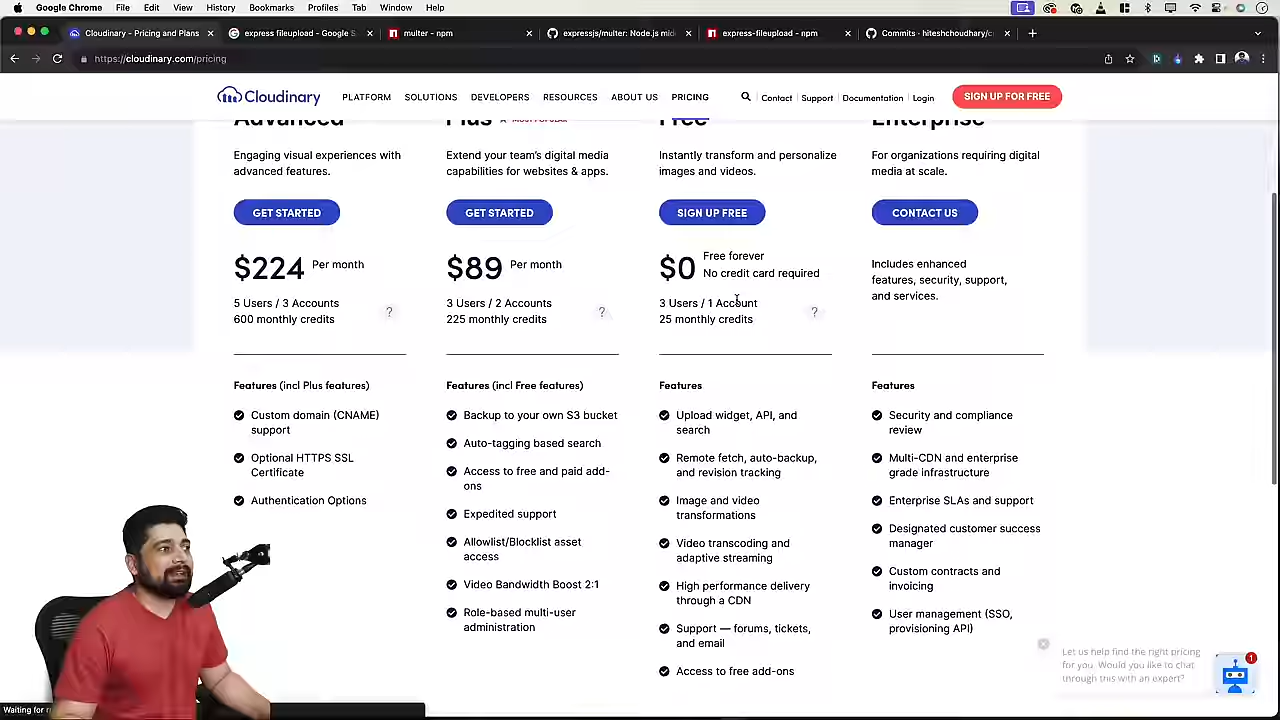 Google Chrome File Edit View History Bookmarks Profiles Tab Window Help
Cloudinary - Pricing and Plans
express fileupload - Google S
multer - npm
expressjs/multer: Node.js mid
express-fileupload - npm
Commits · hiteshchoudhary/c
https://cloudinary.com/pricing
Cloudinary
PLATFORM SOLUTIONS DEVELOPERS RESOURCES ABOUT US PRICING
Contact Support Documentation Login
SIGN UP FOR FREE
Advanced
Engaging visual experiences with
advanced features.
GET STARTED
$224 Per month
5 Users / 3 Accounts
600 monthly credits
?
Features (incl Plus features)
Custom domain (CNAME)
support
Optional HTTPS SSL
Certificate
Authentication Options
Plus MOST POPULAR
Extend your team's digital media
capabilities for websites & apps.
GET STARTED
$89 Per month
3 Users / 2 Accounts
225 monthly credits
?
Features (incl Free features)
Backup to your own S3 bucket
Auto-tagging based search
Access to free and paid add-
ons
Expedited support
Allowlist/Blocklist asset
access
Video Bandwidth Boost 2:1
Role-based multi-user
administration
Free
Instantly transform and personalize
images and videos.
SIGN UP FREE
$0 Free forever
No credit card required
3 Users / 1 Account
25 monthly credits
?
Features
Upload widget, API, and
search
Remote fetch, auto-backup,
and revision tracking
Image and video
transformations
Video transcoding and
adaptive streaming
High performance delivery
through a CDN
Support — forums, tickets,
and email
Access to free add-ons
Enterprise
For organizations requiring digital
media at scale.
CONTACT US
Includes enhanced
features, security, support,
and services.
Features
Security and compliance
review
Multi-CDN and enterprise
grade infrastructure
Enterprise SLAs and support
Designated customer success
manager
Custom contracts and
invoicing
User management (SSO,
provisioning API)
Let us help find the right pricing
for you. Would you like to chat
through this with an expert?
1
Waiting for